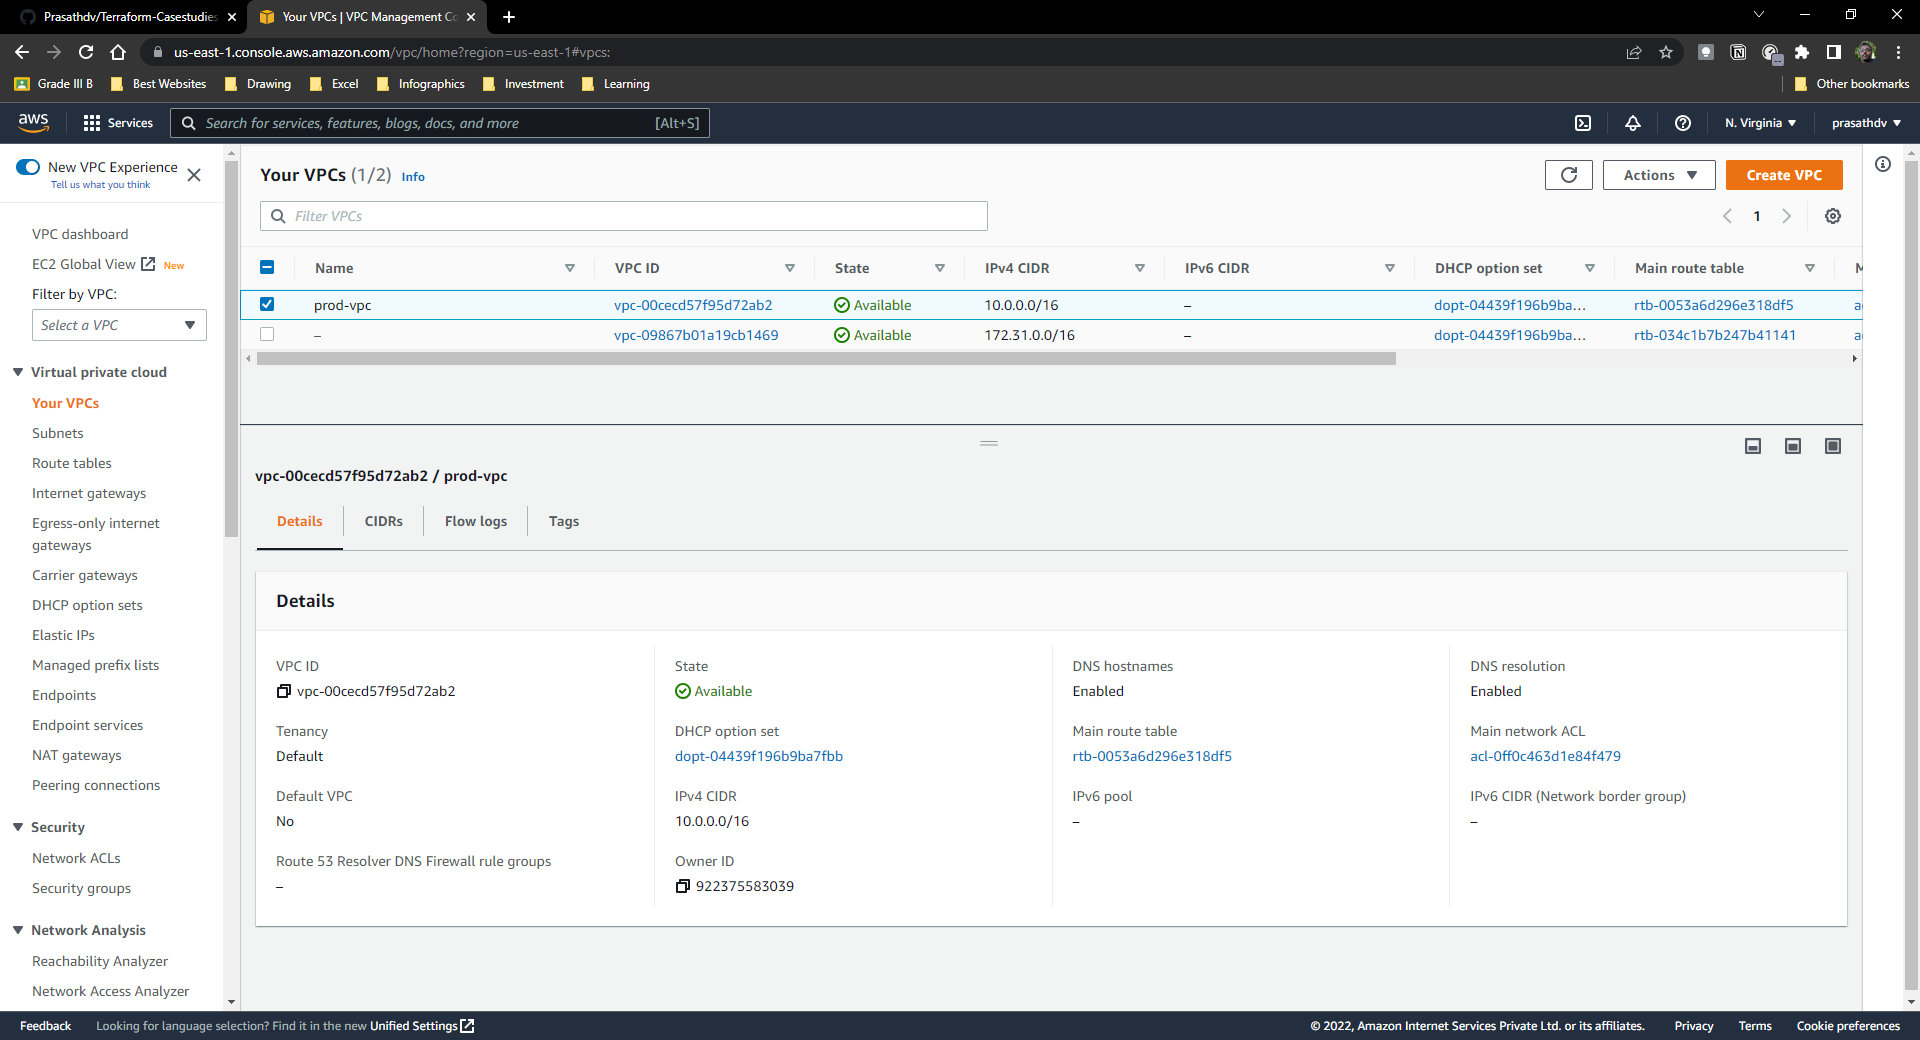 Prasathdv/Terraform-Casestudies
Your VPCs | VPC Management Co
us-east-1.console.aws.amazon.com/vpc/home?region=us-east-1#vpcs:
Grade III B
Best Websites
Drawing
Excel
Infographics
Investment
Learning
Other bookmarks
aws
Services
Search for services, features, blogs, docs, and more
[Alt+S]
N. Virginia
prasathdv
New VPC Experience
Tell us what you think
VPC dashboard
EC2 Global View New
Filter by VPC:
Select a VPC
Virtual private cloud
Your VPCs
Subnets
Route tables
Internet gateways
Egress-only internet
gateways
Carrier gateways
DHCP option sets
Elastic IPs
Managed prefix lists
Endpoints
Endpoint services
NAT gateways
Peering connections
Security
Network ACLs
Security groups
Network Analysis
Reachability Analyzer
Network Access Analyzer
Your VPCs (1/2) Info
Actions
Create VPC
Filter VPCs
1
Name VPC ID State IPv4 CIDR IPv6 CIDR DHCP option set Main route table M
prod-vpc vpc-00cecd57f95d72ab2 Available 10.0.0.0/16 – dopt-04439f196b9ba... rtb-0053a6d296e318df5 ac
– vpc-09867b01a19cb1469 Available 172.31.0.0/16 – dopt-04439f196b9ba... rtb-034c1b7b247b41141 a
vpc-00cecd57f95d72ab2 / prod-vpc
Details
CIDRs
Flow logs
Tags
Details
VPC ID
vpc-00cecd57f95d72ab2
State
Available
DNS hostnames
Enabled
DNS resolution
Enabled
Tenancy
Default
DHCP option set
dopt-04439f196b9ba7fbb
Main route table
rtb-0053a6d296e318df5
Main network ACL
acl-0ff0c463d1e84f479
Default VPC
No
IPv4 CIDR
10.0.0.0/16
IPv6 pool
–
IPv6 CIDR (Network border group)
–
Route 53 Resolver DNS Firewall rule groups
–
Owner ID
922375583039
Feedback
Looking for language selection? Find it in the new Unified Settings
© 2022, Amazon Internet Services Private Ltd. or its affiliates.
Privacy
Terms
Cookie preferences